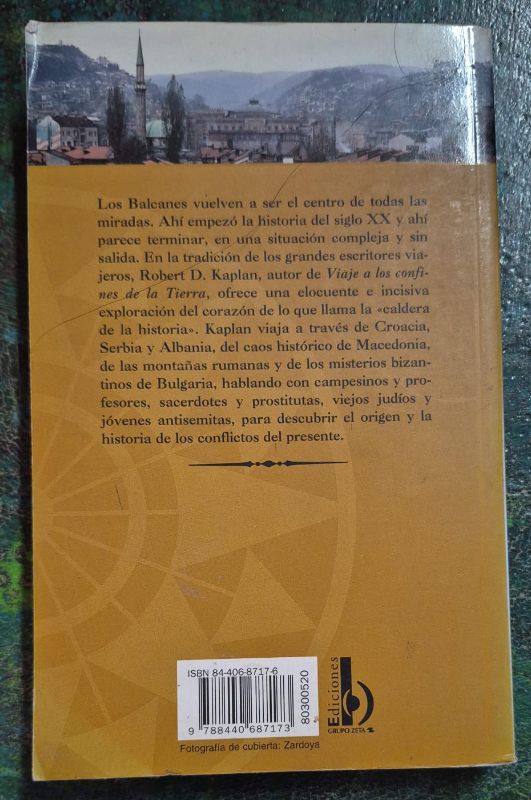 Los Balcanes vuelven a ser el centro de todas las
miradas. Ahí empezó la historia del siglo XX y ahí
parece terminar, en una situación compleja y sin
salida. En la tradición de los grandes escritores via-
jeros, Robert D. Kaplan, autor de Viaje a los confi-
nes de la Tierra, ofrece una elocuente e incisiva
exploración del corazón de lo que llama la «caldera
de la historia». Kaplan viaja a través de Croacia,
Serbia y Albania, del caos histórico de Macedonia,
de las montañas rumanas y de los misterios bizan-
tinos de Bulgaria, hablando con campesinos y pro-
fesores, sacerdotes y prostitutas, viejos judíos y
jóvenes antisemitas, para descubrir el origen y la
historia de los conflictos del presente.
ISBN 84-406-8717-6
9 788440 687173
80300520
Fotografía de cubierta: Zardoya
Ediciones
b
GRUPO ZETA